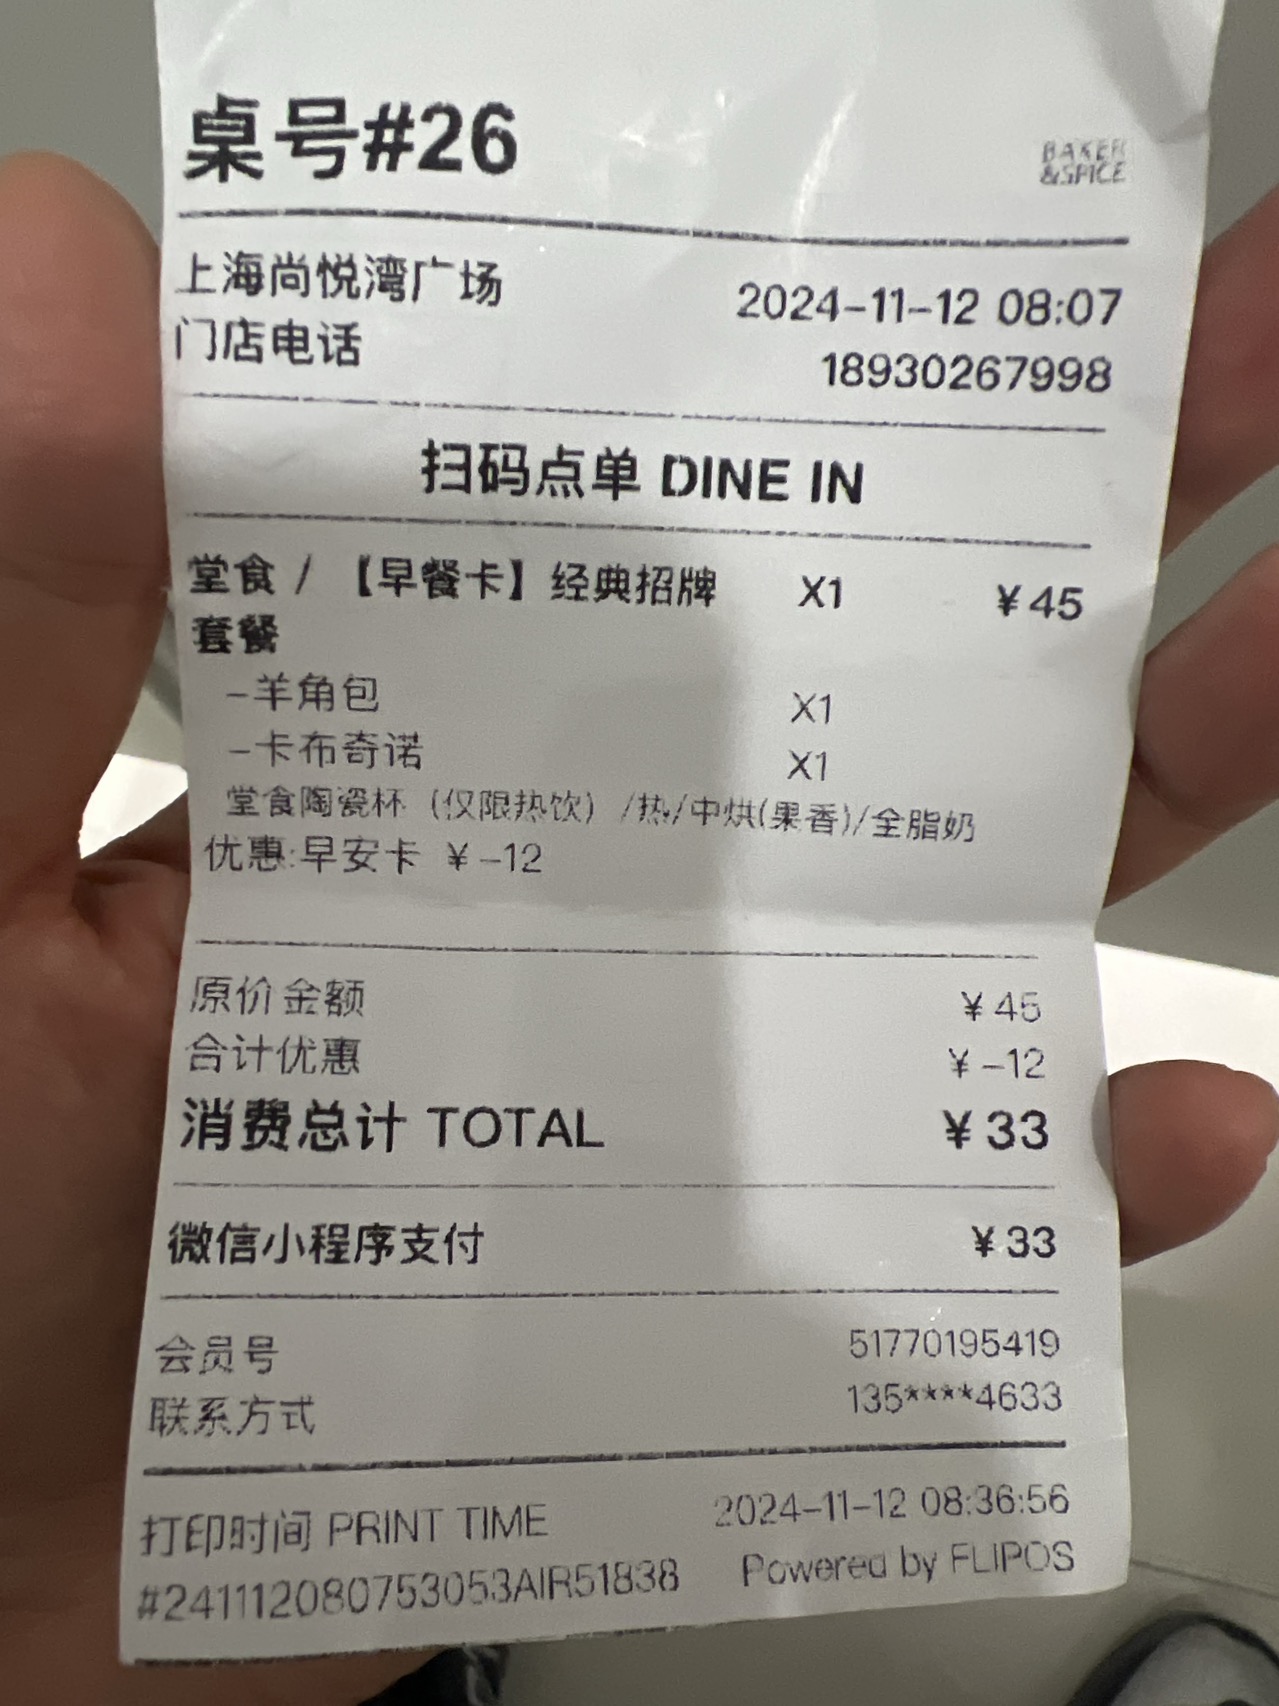 桌号#26
BAKER
&SPICE
上海尚悦湾广场 2024-11-12 08:07
门店电话 18930267998
扫码点单 DINE IN
堂食 / 【早餐卡】经典招牌 X1 ¥45
套餐
-羊角包 X1
-卡布奇诺 X1
堂食陶瓷杯（仅限热饮）/热/中烘(果香)/全脂奶
优惠:早安卡 ¥-12
原价金额 ¥45
合计优惠 ¥-12
消费总计 TOTAL ¥33
微信小程序支付 ¥33
会员号 51770195419
联系方式 135****4633
打印时间 PRINT TIME 2024-11-12 08:36:56
#241112080753053AIR51838 Powered by FLIPOS